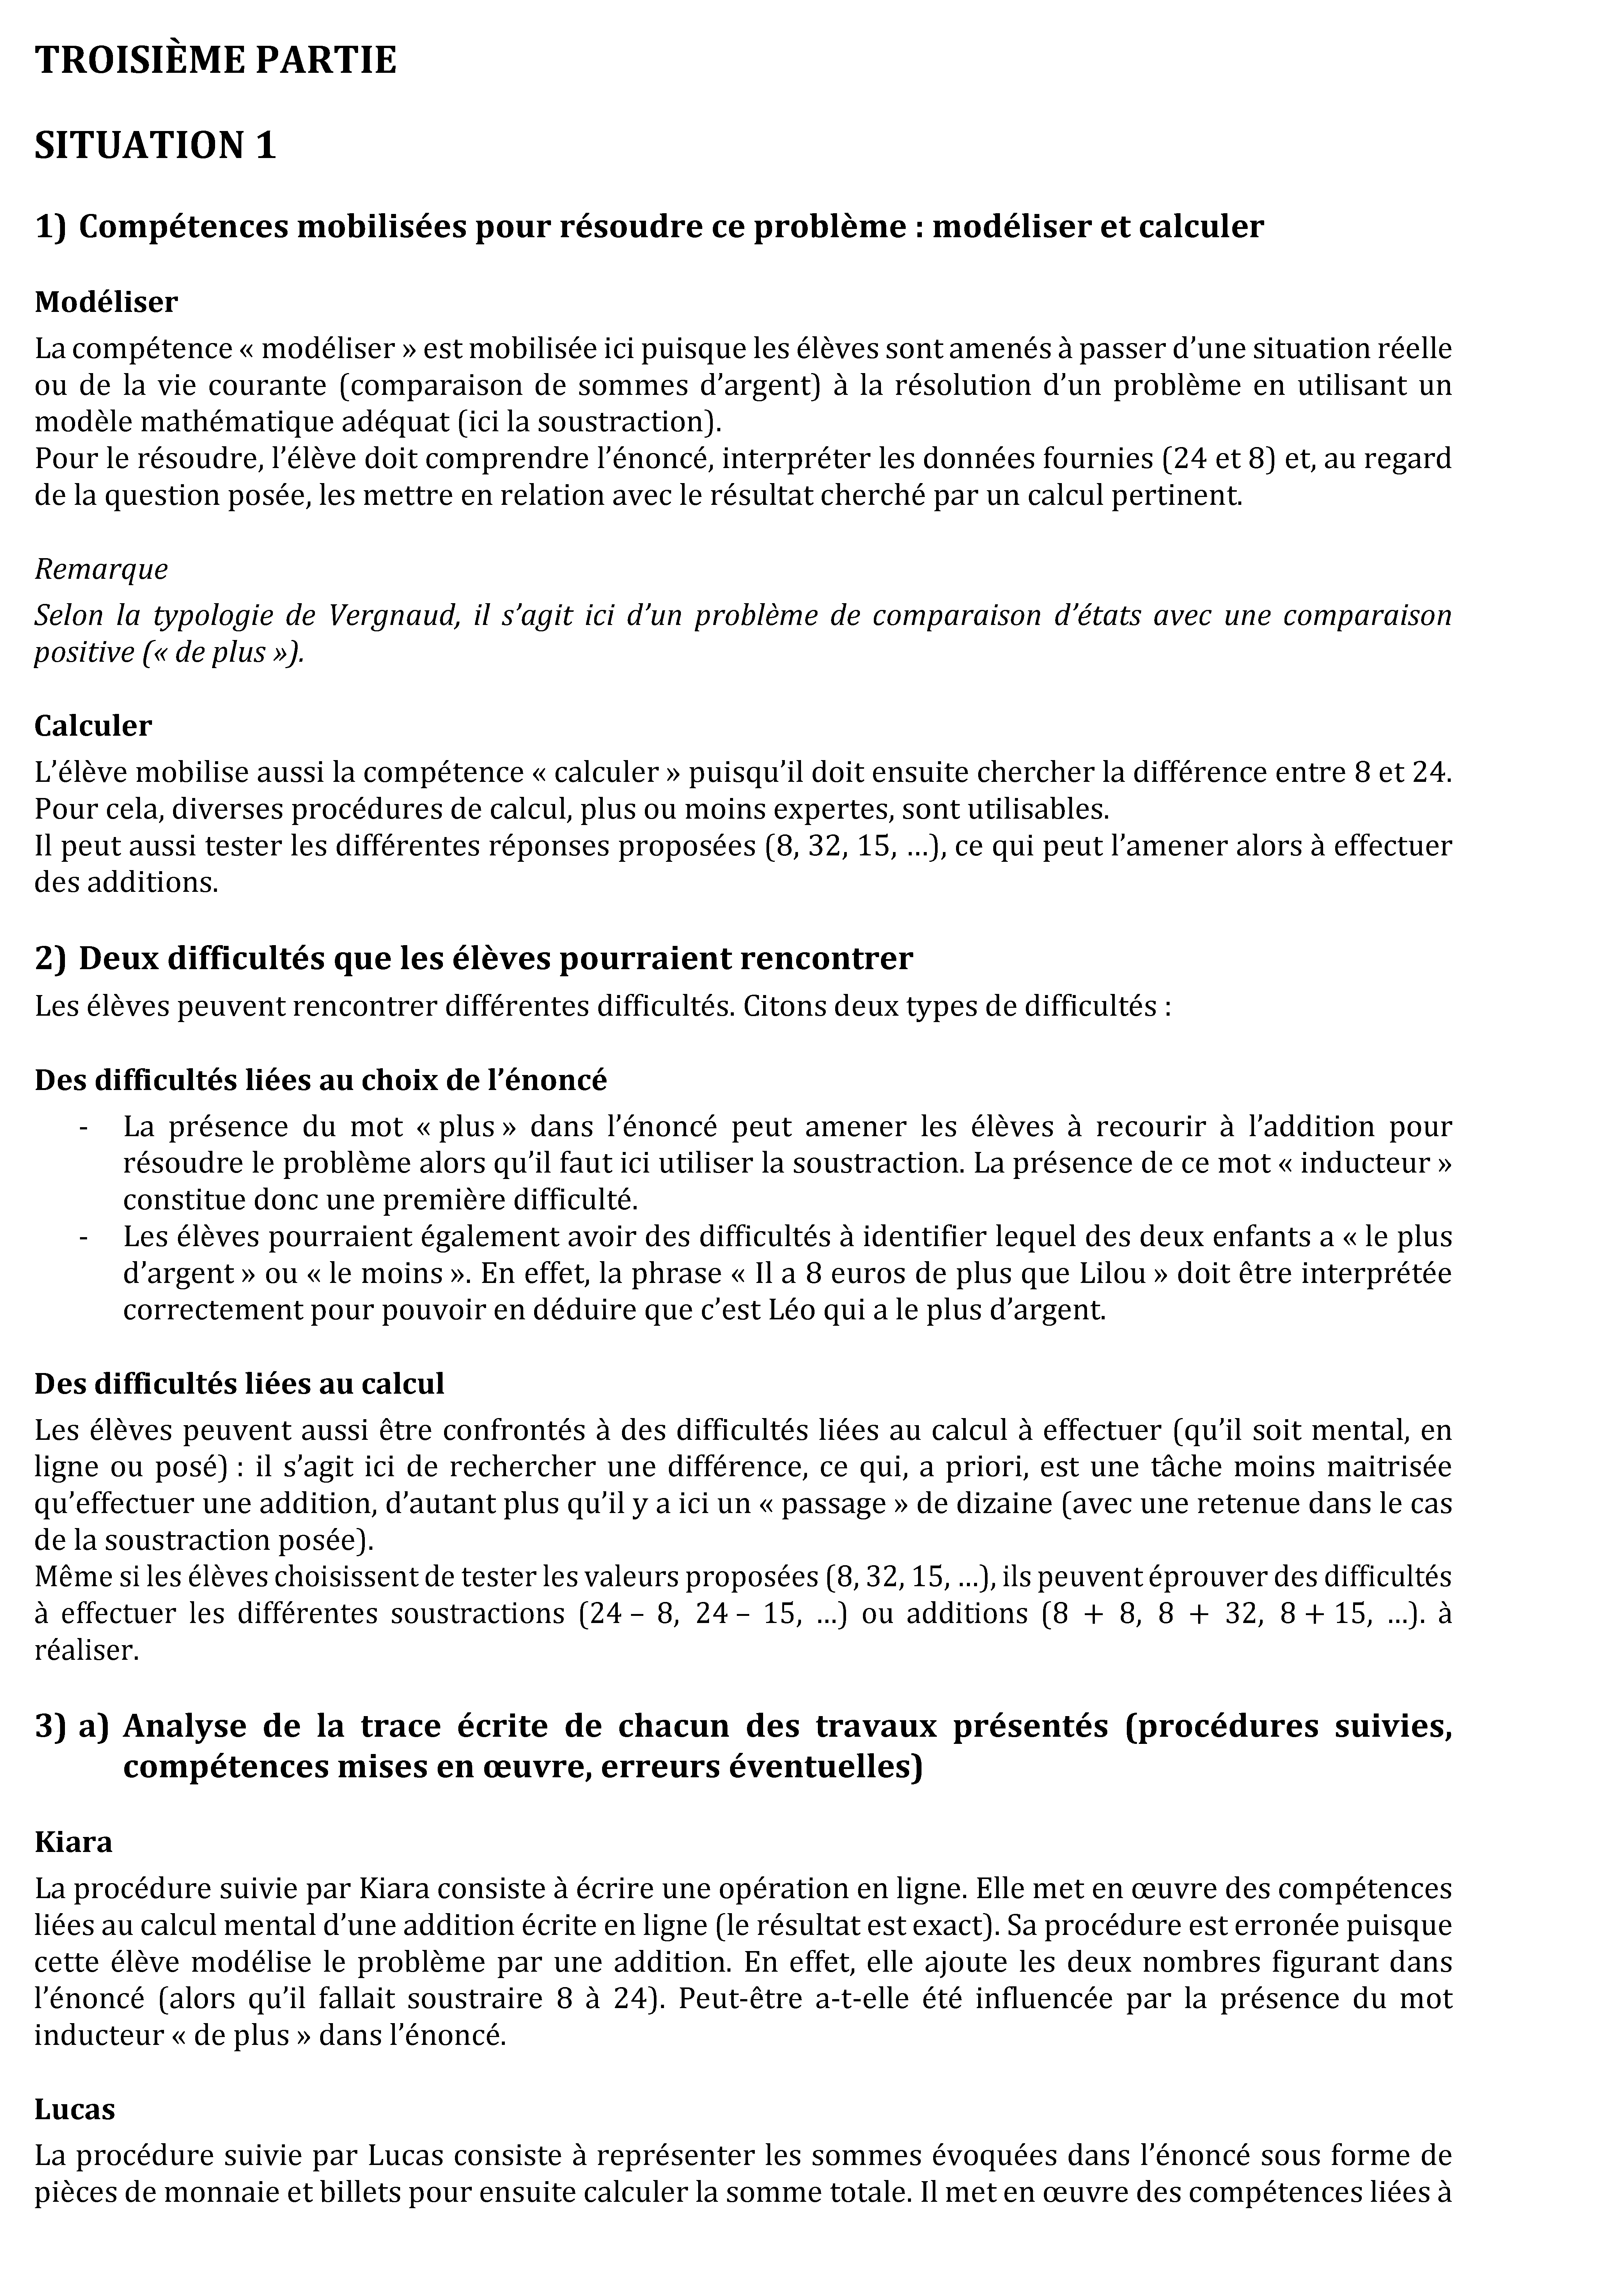 TROISIÈME PARTIE
SITUATION 1
1) Compétences mobilisées pour résoudre ce problème : modéliser et calculer
Modéliser
La compétence « modéliser » est mobilisée ici puisque les élèves sont amenés à passer d’une situation réelle
ou de la vie courante (comparaison de sommes d’argent) à la résolution d’un problème en utilisant un
modèle mathématique adéquat (ici la soustraction).
Pour le résoudre, l’élève doit comprendre l’énoncé, interpréter les données fournies (24 et 8) et, au regard
de la question posée, les mettre en relation avec le résultat cherché par un calcul pertinent.
Remarque
Selon la typologie de Vergnaud, il s’agit ici d’un problème de comparaison d’états avec une comparaison
positive (« de plus »).
Calculer
L’élève mobilise aussi la compétence « calculer » puisqu’il doit ensuite chercher la différence entre 8 et 24.
Pour cela, diverses procédures de calcul, plus ou moins expertes, sont utilisables.
Il peut aussi tester les différentes réponses proposées (8, 32, 15, …), ce qui peut l’amener alors à effectuer
des additions.
2) Deux difficultés que les élèves pourraient rencontrer
Les élèves peuvent rencontrer différentes difficultés. Citons deux types de difficultés :
Des difficultés liées au choix de l’énoncé
- La présence du mot « plus » dans l’énoncé peut amener les élèves à recourir à l’addition pour
résoudre le problème alors qu’il faut ici utiliser la soustraction. La présence de ce mot « inducteur »
constitue donc une première difficulté.
- Les élèves pourraient également avoir des difficultés à identifier lequel des deux enfants a « le plus
d’argent » ou « le moins ». En effet, la phrase « Il a 8 euros de plus que Lilou » doit être interprétée
correctement pour pouvoir en déduire que c’est Léo qui a le plus d’argent.
Des difficultés liées au calcul
Les élèves peuvent aussi être confrontés à des difficultés liées au calcul à effectuer (qu’il soit mental, en
ligne ou posé) : il s’agit ici de rechercher une différence, ce qui, a priori, est une tâche moins maitrisée
qu’effectuer une addition, d’autant plus qu’il y a ici un « passage » de dizaine (avec une retenue dans le cas
de la soustraction posée).
Même si les élèves choisissent de tester les valeurs proposées (8, 32, 15, …), ils peuvent éprouver des difficultés
à effectuer les différentes soustractions (24 – 8, 24 – 15, …) ou additions (8 + 8, 8 + 32, 8 + 15, …). à
réaliser.
3) a) Analyse de la trace écrite de chacun des travaux présentés (procédures suivies,
compétences mises en œuvre, erreurs éventuelles)
Kiara
La procédure suivie par Kiara consiste à écrire une opération en ligne. Elle met en œuvre des compétences
liées au calcul mental d’une addition écrite en ligne (le résultat est exact). Sa procédure est erronée puisque
cette élève modélise le problème par une addition. En effet, elle ajoute les deux nombres figurant dans
l’énoncé (alors qu’il fallait soustraire 8 à 24). Peut-être a-t-elle été influencée par la présence du mot
inducteur « de plus » dans l’énoncé.
Lucas
La procédure suivie par Lucas consiste à représenter les sommes évoquées dans l’énoncé sous forme de
pièces de monnaie et billets pour ensuite calculer la somme totale. Il met en œuvre des compétences liées à